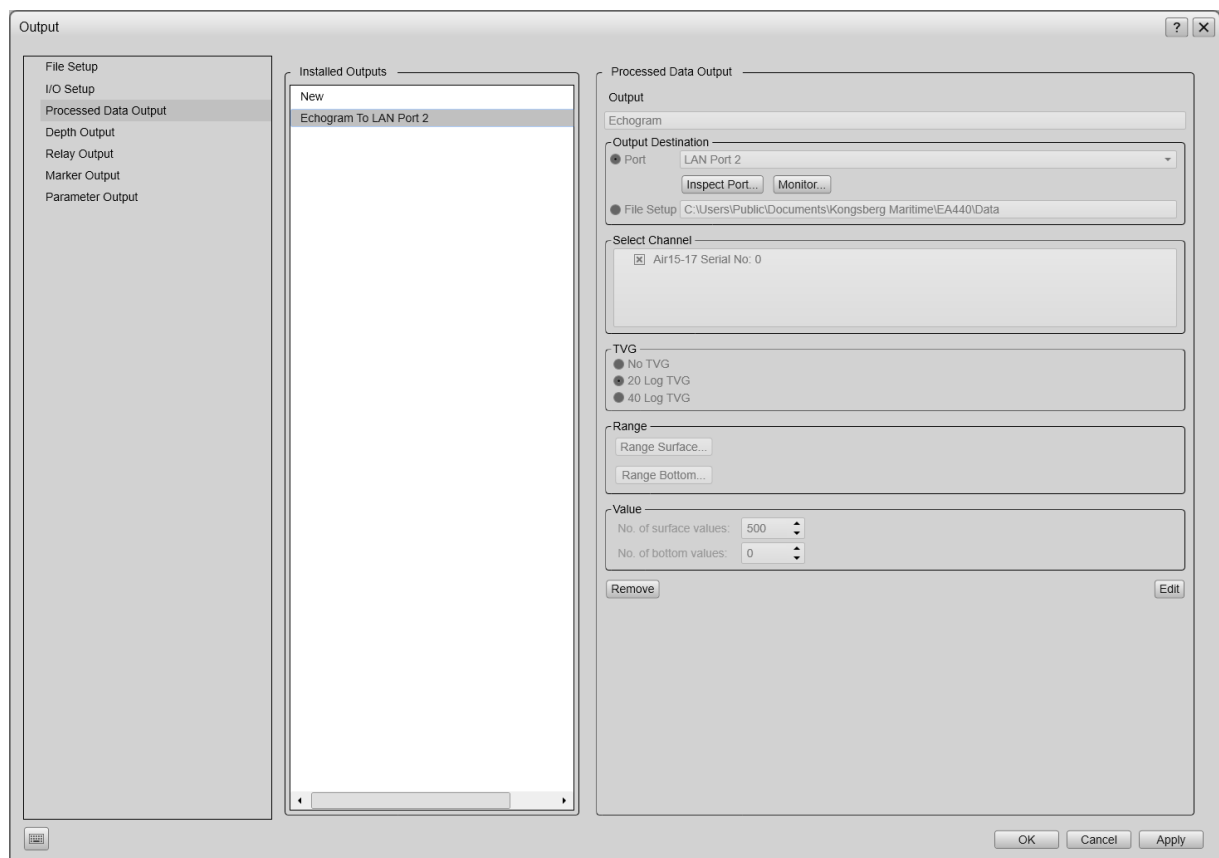 Output
?
File Setup
I/O Setup
Processed Data Output
Depth Output
Relay Output
Marker Output
Parameter Output
Installed Outputs
New
Echogram To LAN Port 2
Processed Data Output
Output
Echogram
Output Destination
Port LAN Port 2
Inspect Port... Monitor...
File Setup C:\Users\Public\Documents\Kongsberg Maritime\EA440\Data
Select Channel
Air15-17 Serial No: 0
TVG
No TVG
20 Log TVG
40 Log TVG
Range
Range Surface...
Range Bottom...
Value
No. of surface values: 500
No. of bottom values: 0
Remove Edit
OK Cancel Apply